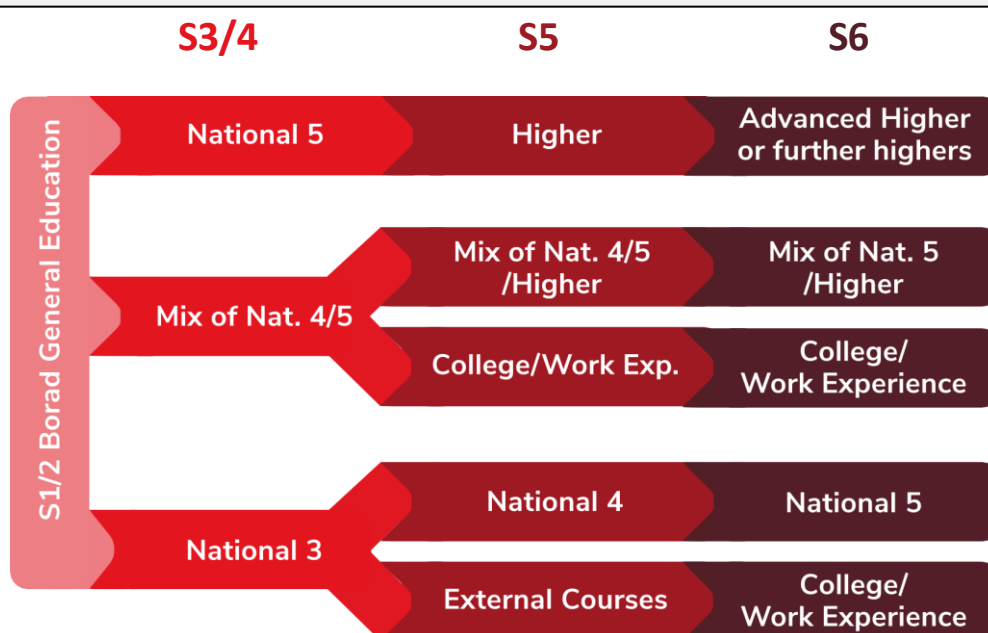 S3/4
S5
S6
S1/2 Borad General Education
National 5
Higher
Advanced Higher
or further highers
Mix of Nat. 4/5
Mix of Nat. 4/5
/Higher
Mix of Nat. 5
/Higher
College/Work Exp.
College/
Work Experience
National 3
National 4
National 5
External Courses
College/
Work Experience